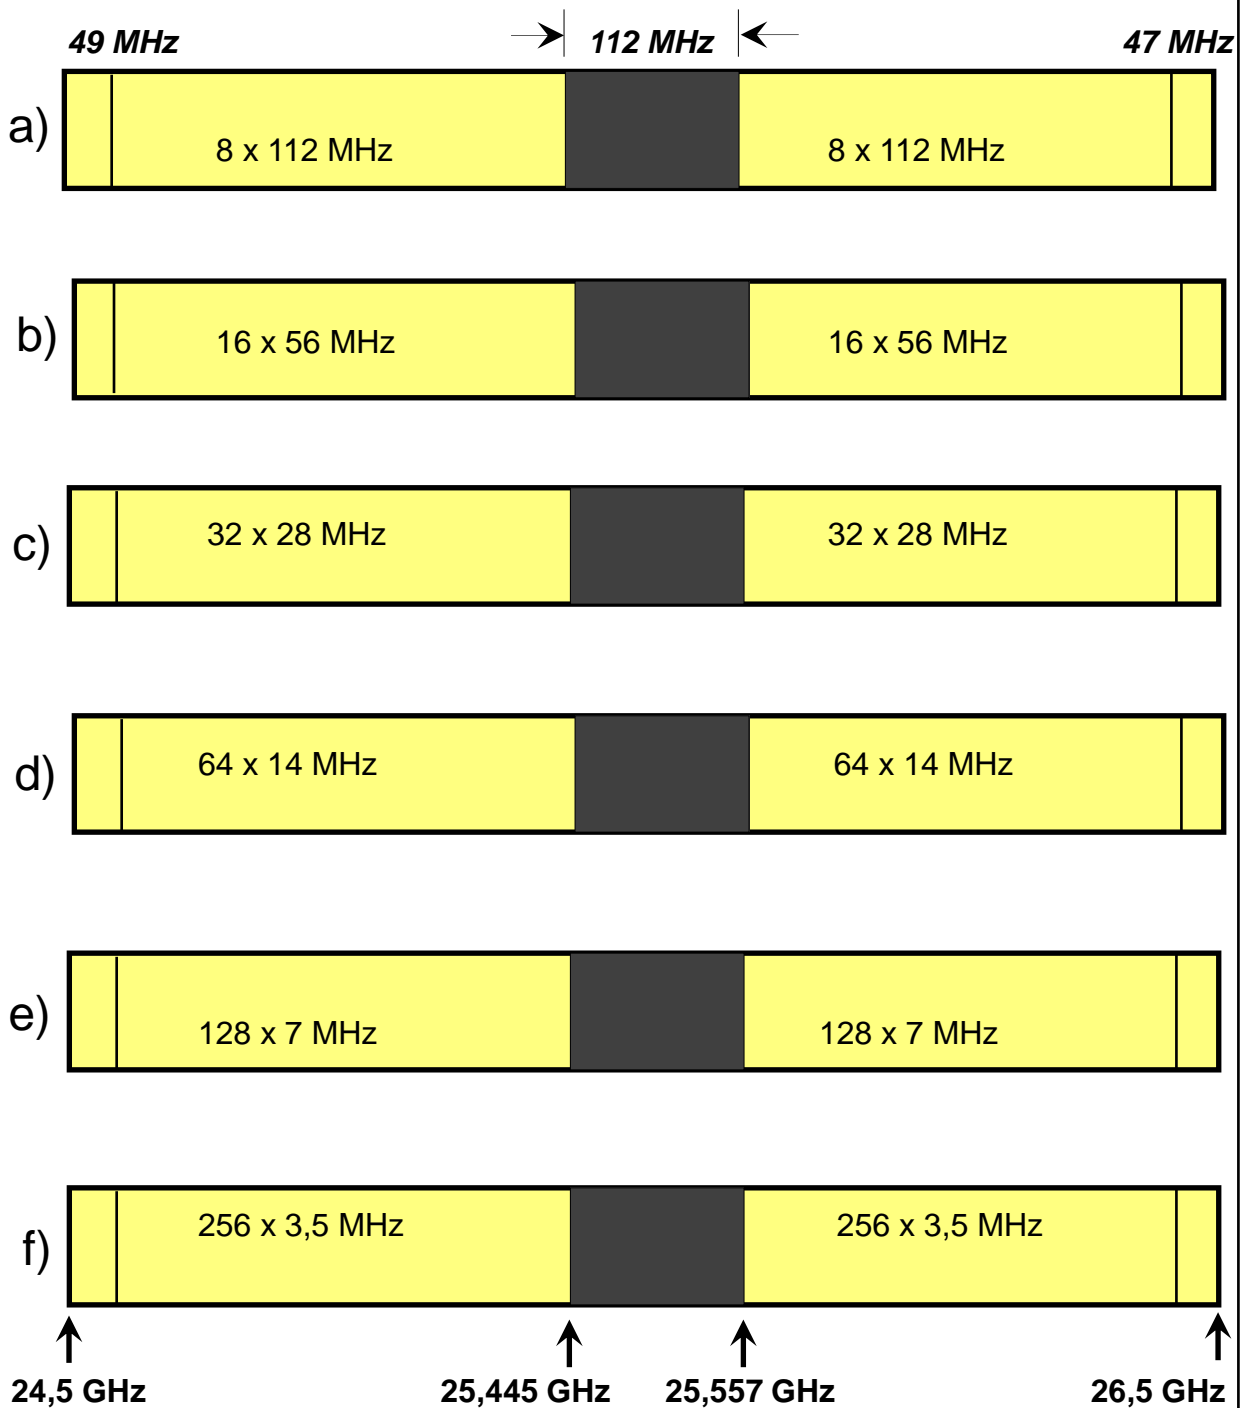 49 MHz 112 MHz 47 MHz
a)
8 x 112 MHz 8 x 112 MHz
b)
16 x 56 MHz 16 x 56 MHz
c)
32 x 28 MHz 32 x 28 MHz
d)
64 x 14 MHz 64 x 14 MHz
e)
128 x 7 MHz 128 x 7 MHz
f)
256 x 3,5 MHz 256 x 3,5 MHz
24,5 GHz 25,445 GHz 25,557 GHz 26,5 GHz